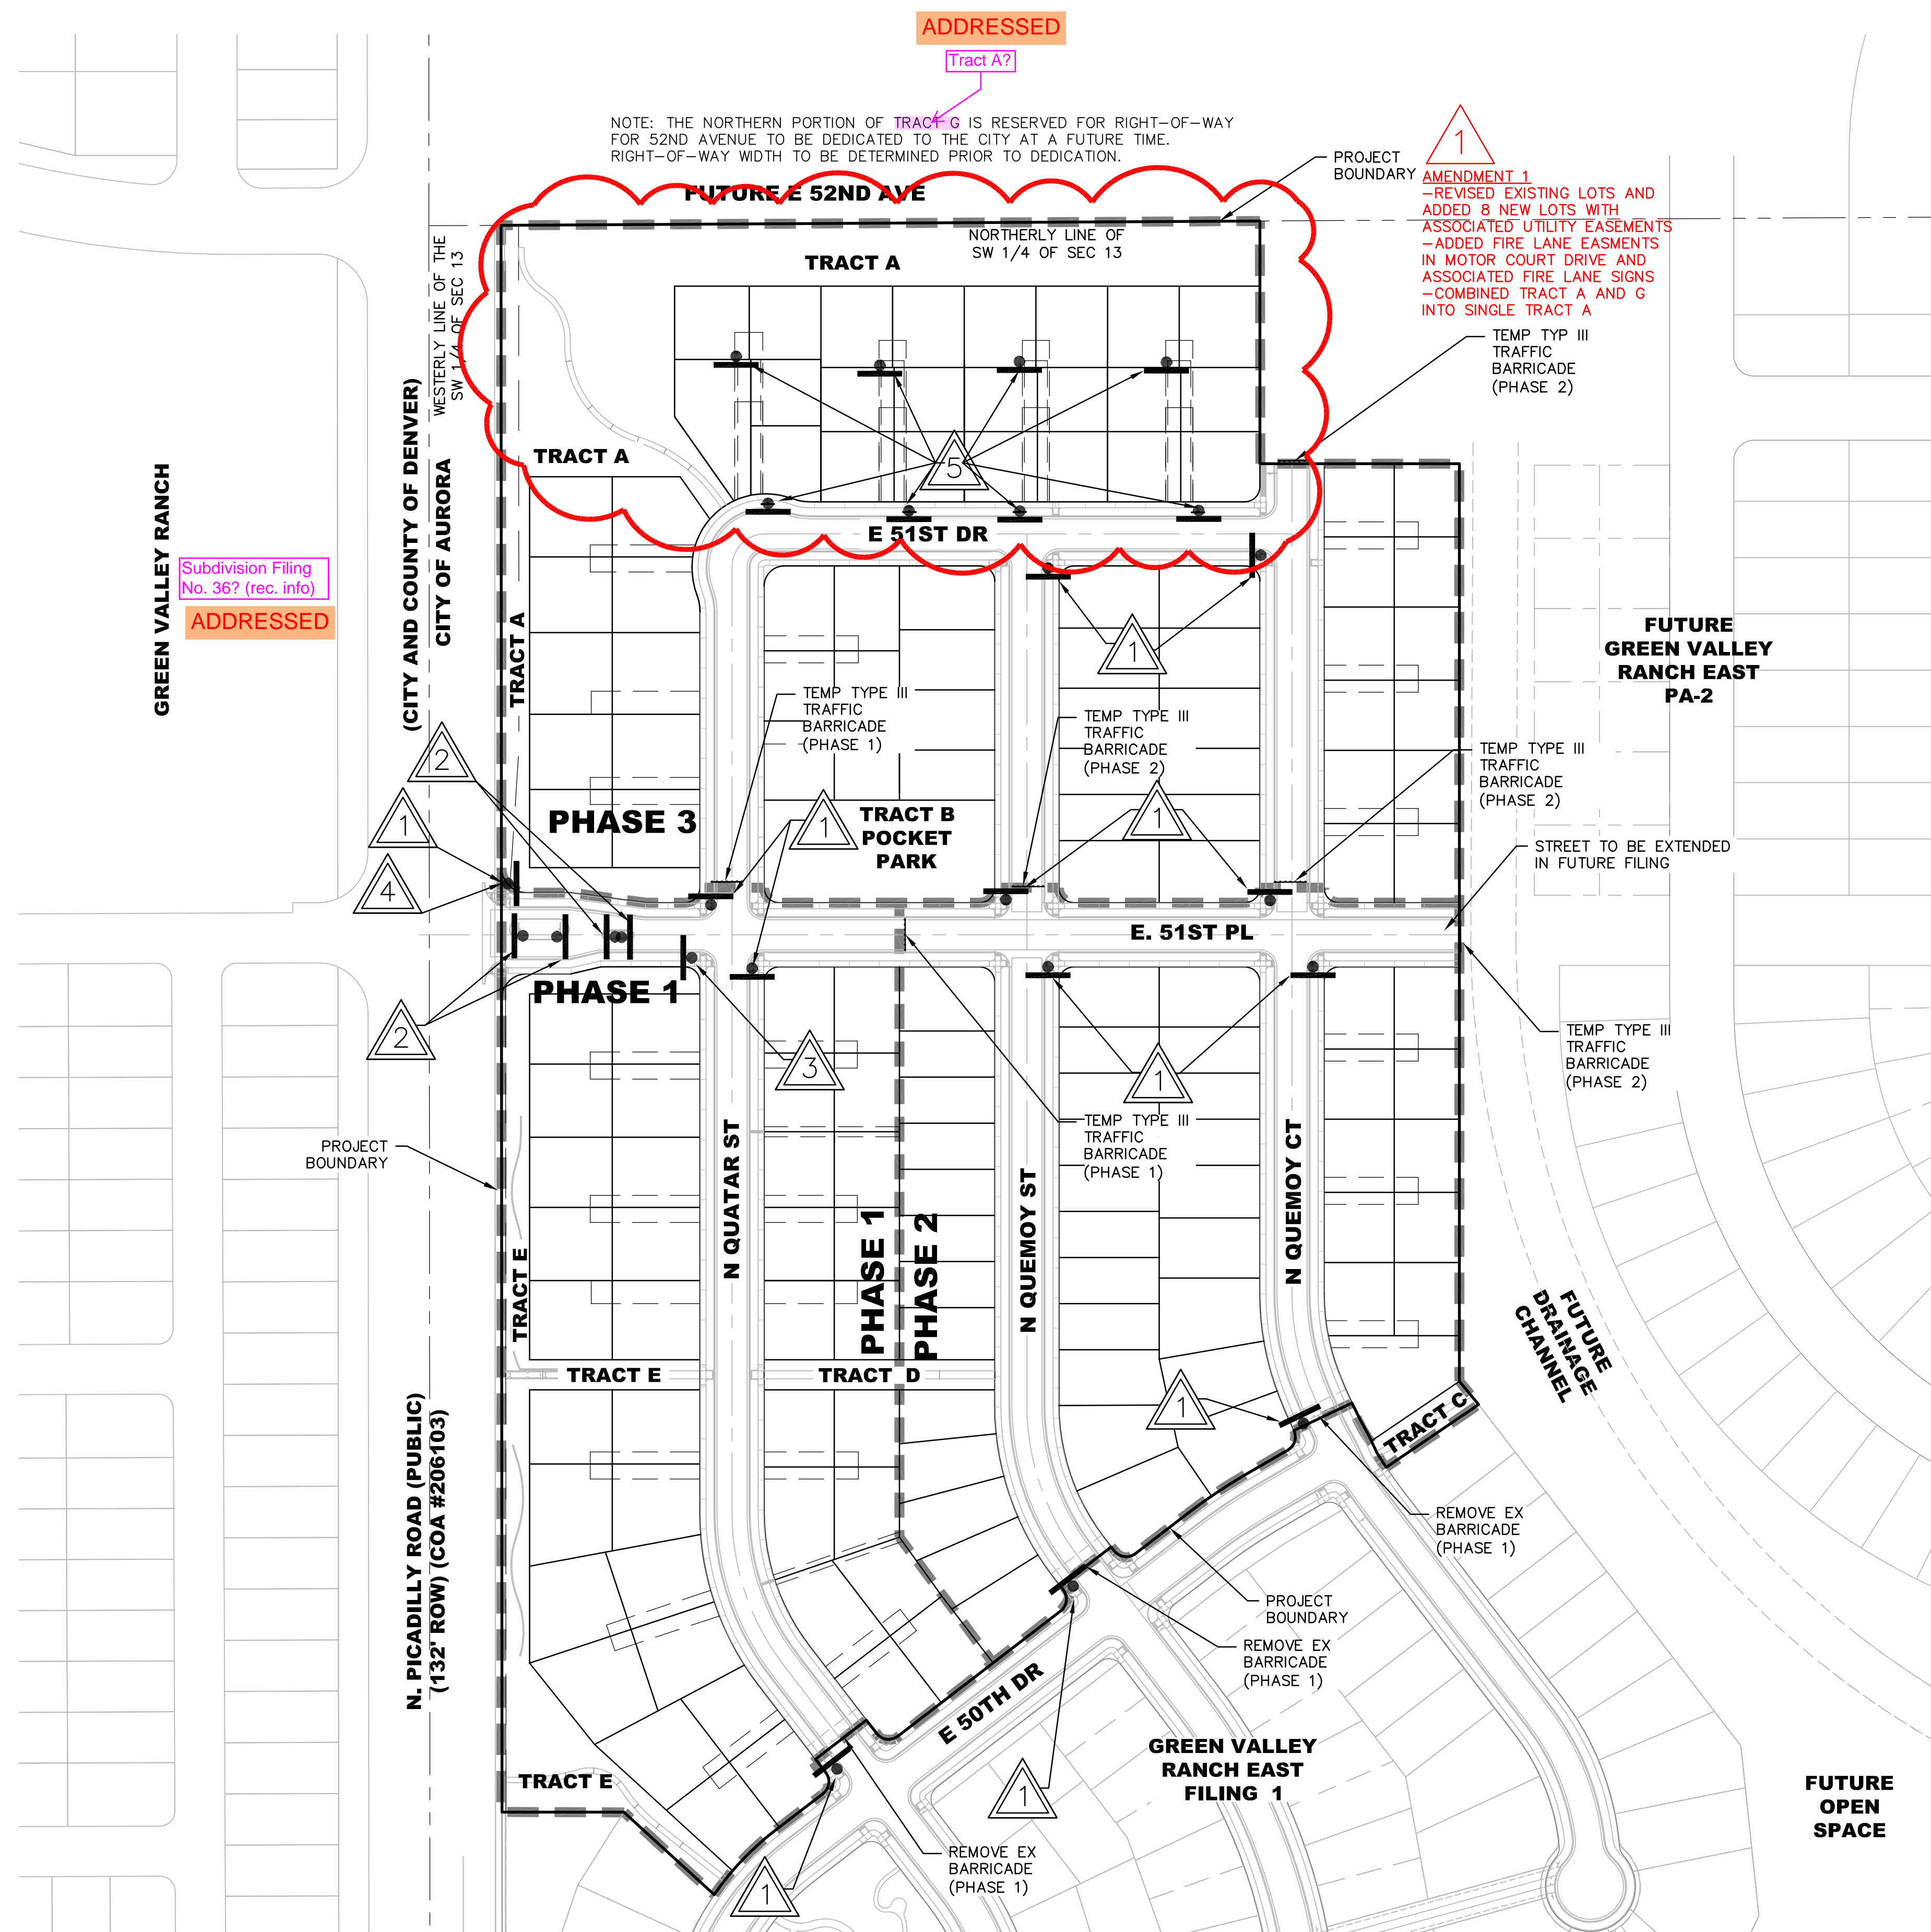 ADDRESSED
Tract A?
NOTE: THE NORTHERN PORTION OF TRACT G IS RESERVED FOR RIGHT-OF-WAY
FOR 52ND AVENUE TO BE DEDICATED TO THE CITY AT A FUTURE TIME.
RIGHT-OF-WAY WIDTH TO BE DETERMINED PRIOR TO DEDICATION.
PROJECT
BOUNDARY
1
AMENDMENT 1
-REVISED EXISTING LOTS AND
ADDED 8 NEW LOTS WITH
ASSOCIATED UTILITY EASEMENTS
-ADDED FIRE LANE EASMENTS
IN MOTOR COURT DRIVE AND
ASSOCIATED FIRE LANE SIGNS
-COMBINED TRACT A AND G
INTO SINGLE TRACT A
FUTURE E 52ND AVE
NORTHERLY LINE OF
SW 1/4 OF SEC 13
TRACT A
WESTERLY LINE OF THE
SW 1/4 OF SEC 13
TEMP TYP III
TRAFFIC
BARRICADE
(PHASE 2)
TRACT A
5
E 51ST DR
GREEN VALLEY RANCH
(CITY AND COUNTY OF DENVER)
CITY OF AURORA
Subdivision Filing
No. 36? (rec. info)
ADDRESSED
TRACT A
1
FUTURE
GREEN VALLEY
RANCH EAST
PA-2
TEMP TYPE III
TRAFFIC
BARRICADE
(PHASE 1)
TEMP TYPE III
TRAFFIC
BARRICADE
(PHASE 2)
TEMP TYPE III
TRAFFIC
BARRICADE
(PHASE 2)
2
1
4
PHASE 3
1
TRACT B
POCKET
PARK
1
STREET TO BE EXTENDED
IN FUTURE FILING
E. 51ST PL
PHASE 1
2
3
1
TEMP TYPE III
TRAFFIC
BARRICADE
(PHASE 2)
TEMP TYPE III
TRAFFIC
BARRICADE
(PHASE 1)
PROJECT
BOUNDARY
N QUATAR ST
PHASE 1
PHASE 2
N QUEMOY ST
N QUEMOY CT
TRACT E
TRACT E
TRACT D
FUTURE
DRAINAGE
CHANNEL
1
TRACT C
N. PICADILLY ROAD (PUBLIC)
(132' ROW) (COA #206103)
REMOVE EX
BARRICADE
(PHASE 1)
PROJECT
BOUNDARY
REMOVE EX
BARRICADE
(PHASE 1)
E 50TH DR
GREEN VALLEY
RANCH EAST
FILING 1
TRACT E
1
FUTURE
OPEN
SPACE
REMOVE EX
BARRICADE
(PHASE 1)
1